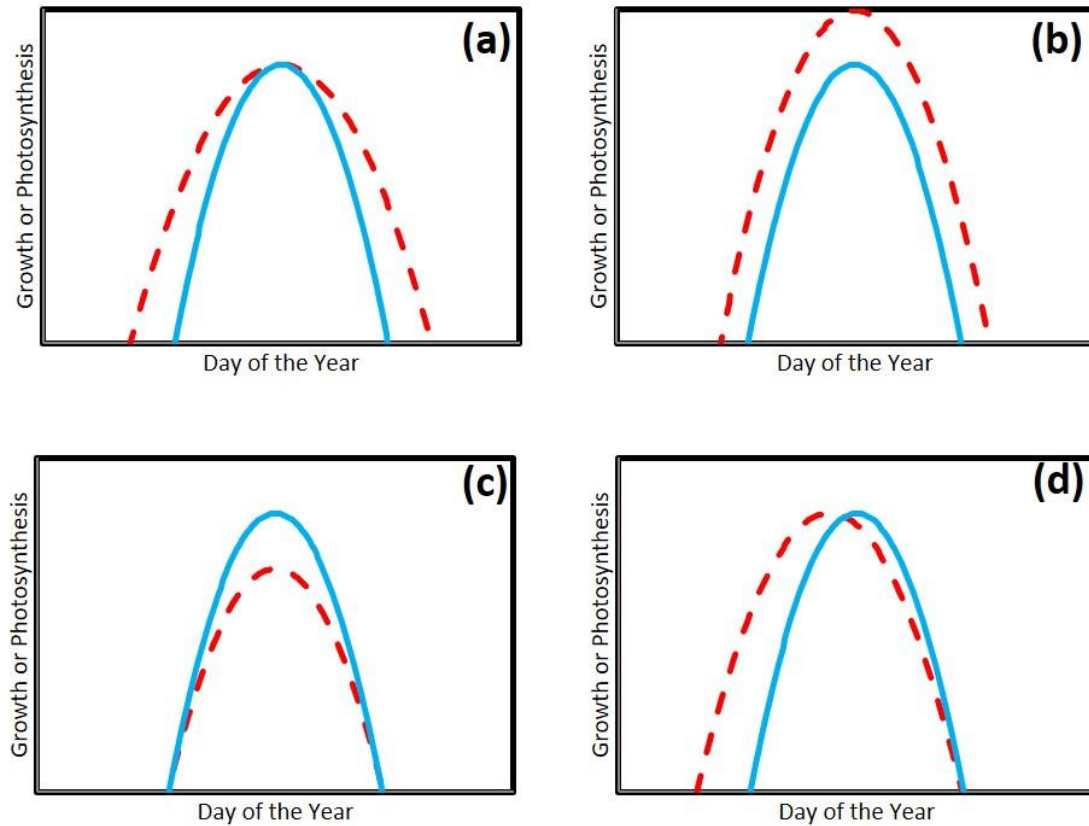 (a)
Growth or Photosynthesis
Day of the Year
(b)
Growth or Photosynthesis
Day of the Year
(c)
Growth or Photosynthesis
Day of the Year
(d)
Growth or Photosynthesis
Day of the Year